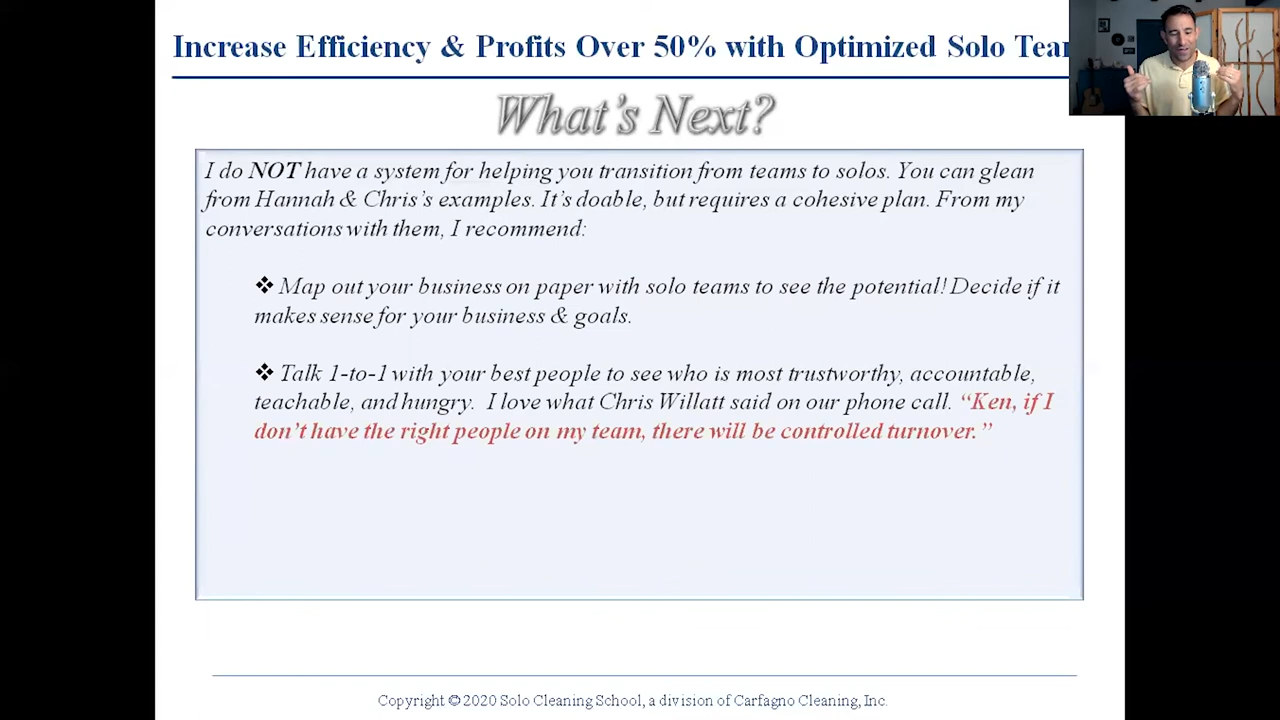 Increase Efficiency & Profits Over 50% with Optimized Solo
What's Next?
I do NOT have a system for helping you transition from teams to solos. You can glean
from Hannah & Chris's examples. It's doable, but requires a cohesive plan. From my
conversations with them, I recommend:
❖ Map out your business on paper with solo teams to see the potential! Decide if it
makes sense for your business & goals.
❖ Talk 1-to-1 with your best people to see who is most trustworthy, accountable,
teachable, and hungry. I love what Chris Willatt said on our phone call. “Ken, if I
don't have the right people on my team, there will be controlled turnover.”
Copyright © 2020 Solo Cleaning School, a division of Carfagno Cleaning, Inc.